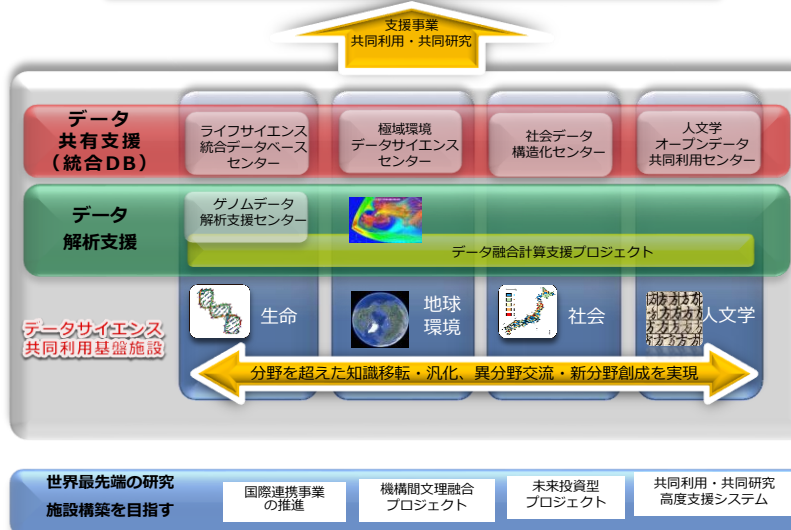 支援事業
共同利用・共同研究
データ
共有支援
（統合DB）
ライフサイエンス
統合データベース
センター
極域環境
データサイエンス
センター
社会データ
構造化センター
人文学
オープンデータ
共同利用センター
データ
解析支援
ゲノムデータ
解析支援センター
データ融合計算支援プロジェクト
データサイエンス
共同利用基盤施設
生命
地球
環境
社会
人文学
分野を超えた知識移転・汎化、異分野交流・新分野創成を実現
世界最先端の研究
施設構築を目指す
国際連携事業
の推進
機構間文理融合
プロジェクト
未来投資型
プロジェクト
共同利用・共同研究
高度支援システム